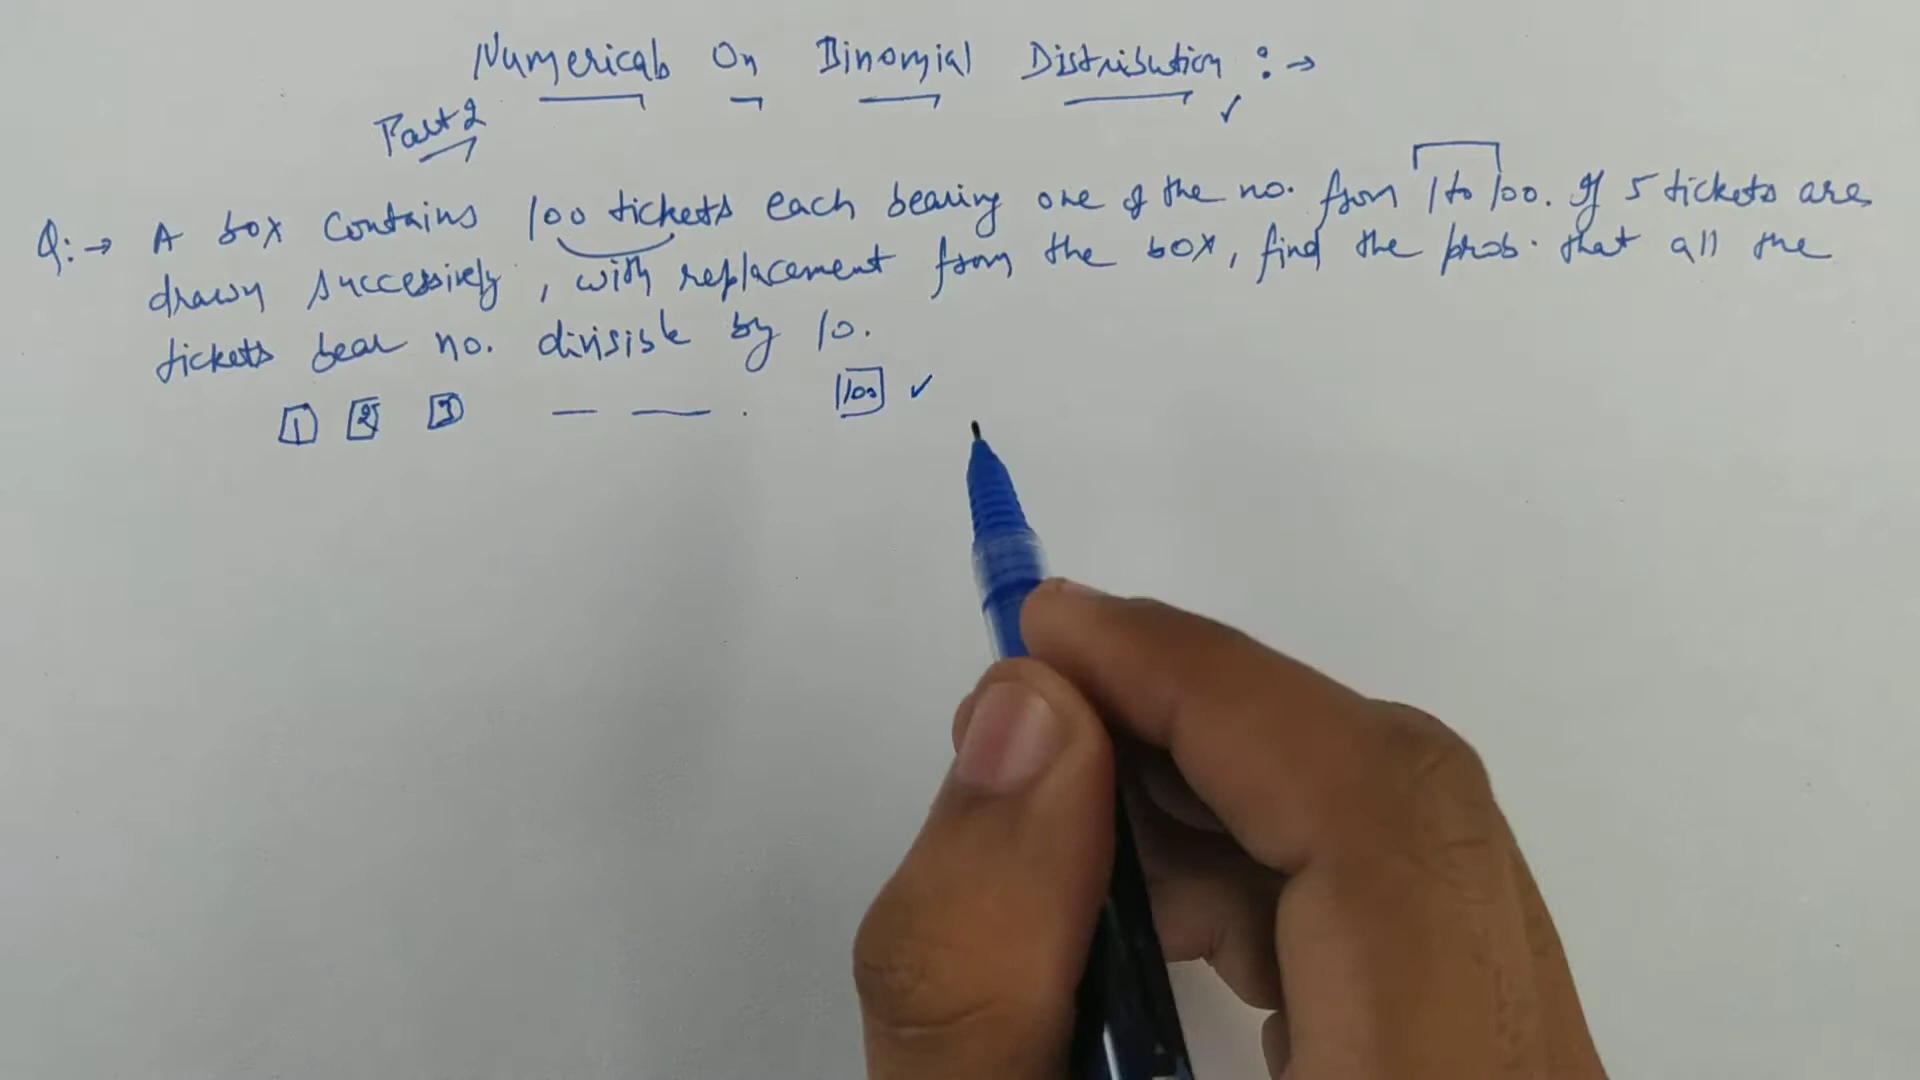 Numericals On Binomial Distribution :→
Part 2
Q:→ A box contains 100 tickets each bearing one of the no. from 1 to 100. If 5 tickets are
drawn successively, with replacement from the box, find the prob. that all the
tickets bear no. divisible by 10.
1 2 3 — — . 100 ✓